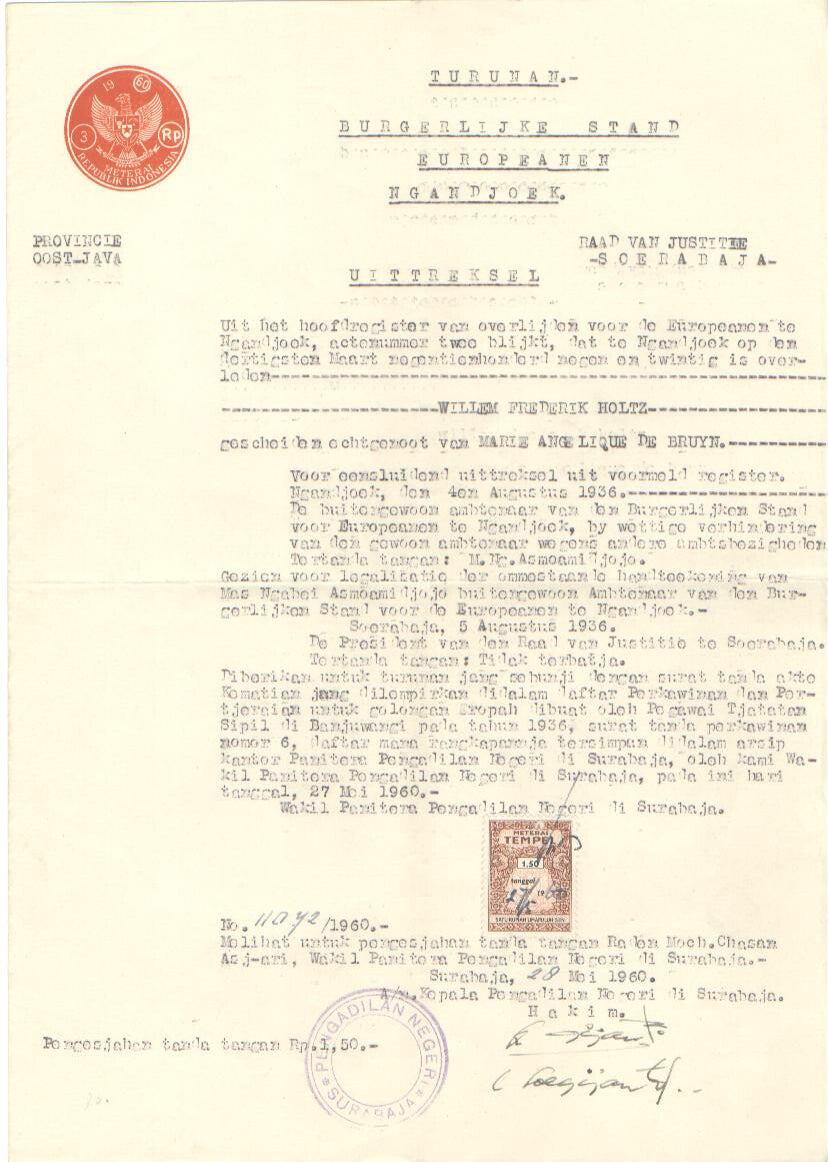 19 60
3 Rp
METERAI
REPUBLIK INDONESIA
TURUNAN.-
BURGERLIJKE STAND
EUROPEANEN
NGANDJOEK.
PROVINCIE
OOST-JAVA
RAAD VAN JUSTITIE
-SOERABAJA-
UITTREKSEL
Uit het hoofdregister van overlijden voor de Europeanen te
Ngandjoek, actenummer twee blijkt, dat te Ngandjoek op den
dertigsten Maart negentienhonderd negen en twintig is over-
leden---
---WILLEM FREDERIK HOLTZ---
gescheiden echtgenoot van MARIE ANGELIQUE DE BRUYN.---
Voor eensluidend uittreksel uit voormeld register.
Ngandjoek, den 4en Augustus 1936.---
De buitengewoon ambtenaar van den Burgerlijken Stand
voor Europeanen te Ngandjoek, by wettige verhindering
van den gewoon ambtenaar wegens andere ambtsbezigheden
Tertanda tangan: M.Ng.Asmoamidjojo.
Gezien voor legalisatie der ommestaande handteekening van
Mas Ngabei Asmoamidjojo buitengewoon Ambtenaar van den Bur-
gerlijken Stand voor de Europeanen te Ngandjoek.-
Soerabaja, 5 Augustus 1936.
De President van den Raad van Justitie te Soerabaja.
Tertanda tangan: Tidak terbatja.
Diberikan untuk turunan jang sebunji dengan surat tanda akte
Kematian jang dilempirkan didalam daftar Perkawinan dan Per-
tjeraian untuk golongan Eropah dibuat oleh Pegawai Tjatatan
Sipil di Banjuwangi pada tahun 1936, surat tanda perkawinan
nomor 6, daftar mana rangkapannja tersimpan didalam arsip
kantor Panitera Pengadilan Negeri di Surabaja, oleh kami Wa-
kil Panitera Pengadilan Negeri di Surabaja, pada ini hari
tanggal, 27 Mei 1960.-
Wakil Panitera Pengadilan Negeri di Surabaja.
METERAI
TEMPEL
1.50
tanggal
27/5 1960
SATU RUPIAH LIMAPULUH SEN
No. 11072/1960.-
Melihat untuk pengesjahan tanda tangan Raden Moch.Chasan
Asj-ari, Wakil Panitera Pengadilan Negeri di Surabaja.-
Surabaja, 28 Mei 1960.
A/n.Kepala Pengadilan Negeri di Surabaja.
Hakim.
Pengesjahan tanda tangan Rp.1,50.-
PENGADILAN NEGERI
SURABAJA